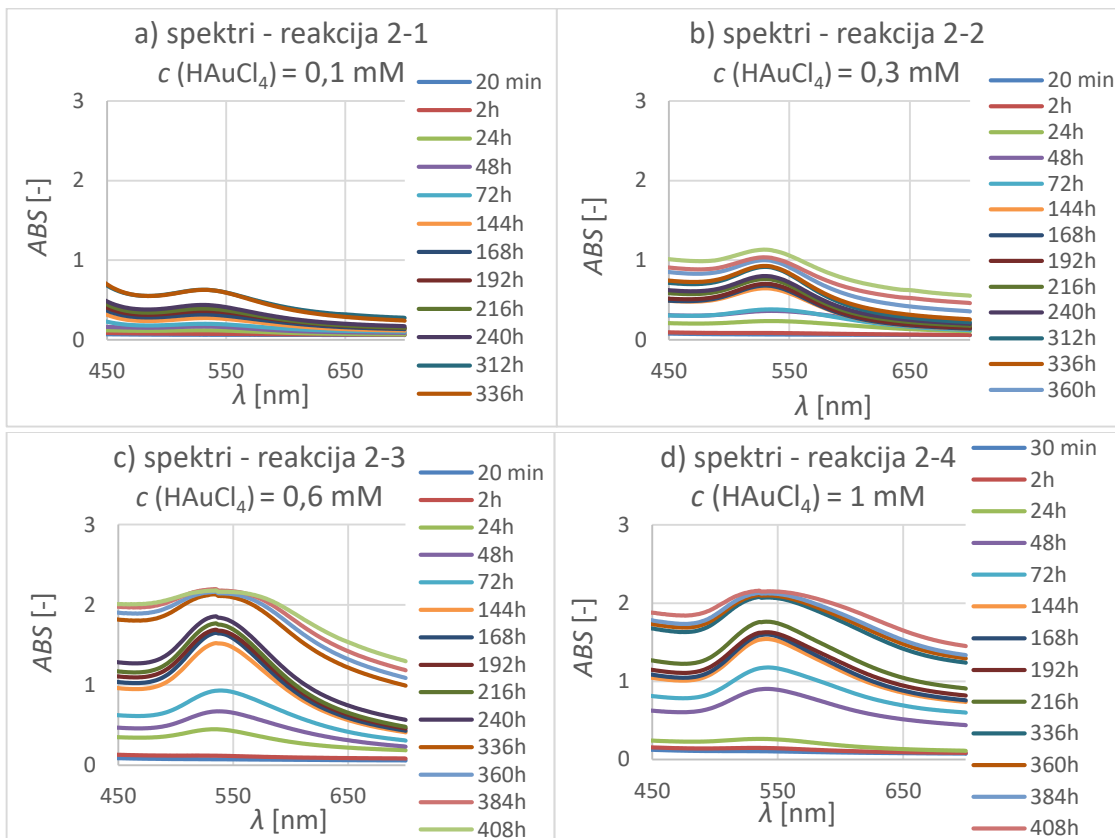 a) spektri - reakcija 2-1
c (HAuCl₄) = 0,1 mM
3
2
1
0
ABS [-]
450
550
650
λ [nm]
20 min
2h
24h
48h
72h
144h
168h
192h
216h
240h
312h
336h
b) spektri - reakcija 2-2
c (HAuCl₄) = 0,3 mM
3
2
1
0
ABS [-]
450
550
650
λ [nm]
20 min
2h
24h
48h
72h
144h
168h
192h
216h
240h
312h
336h
360h
c) spektri - reakcija 2-3
c (HAuCl₄) = 0,6 mM
3
2
1
0
ABS [-]
450
550
650
λ [nm]
20 min
2h
24h
48h
72h
144h
168h
192h
216h
240h
336h
360h
384h
408h
d) spektri - reakcija 2-4
c (HAuCl₄) = 1 mM
3
2
1
0
ABS [-]
450
550
650
λ [nm]
30 min
2h
24h
48h
72h
144h
168h
192h
216h
336h
360h
384h
408h